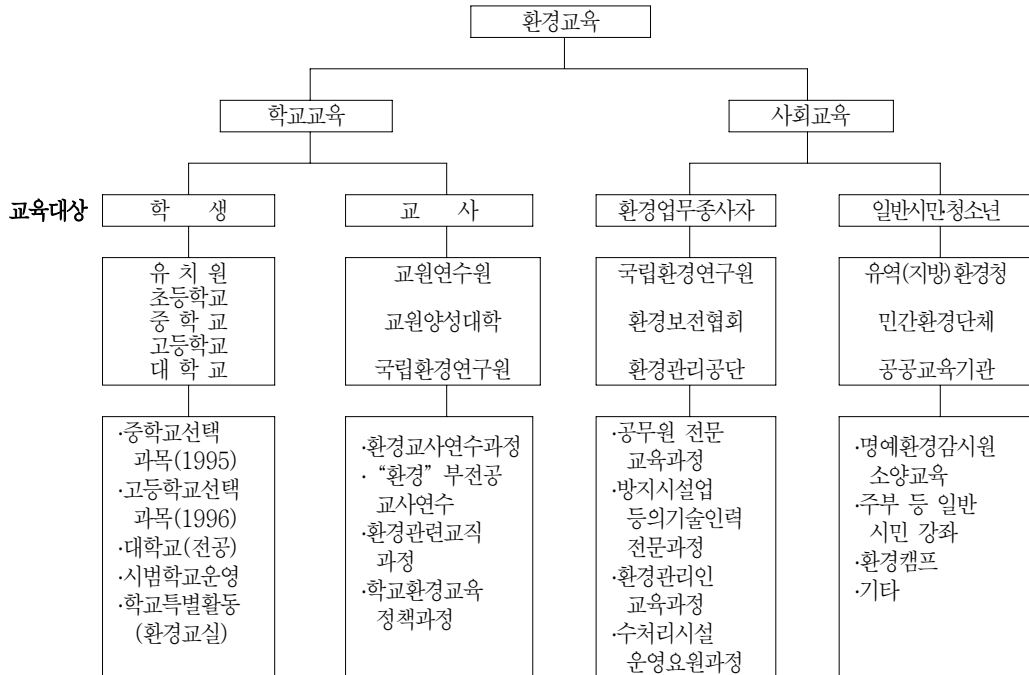 환경교육
학교교육
사회교육
교육대상
학 생
교 사
환경업무종사자
일반시만·청소년
유 치 원
초등학교
중 학 교
고등학교
대 학 교
교원연수원
교원양성대학
국립환경연구원
국립환경연구원
환경보전협회
환경관리공단
유역(지방)환경청
민간환경단체
공공교육기관
·중학교선택
과목(1995)
·고등학교선택
과목(1996)
·대학교(전공)
·시범학교운영
·학교특별활동
(환경교실)
·환경교사연수과정
· “환경” 부전공
교사연수
·환경관련교직
과정
·학교환경교육
정책과정
·공무원 전문
교육과정
·방지시설업
등의기술인력
전문과정
·환경관리인
교육과정
·수처리시설
운영요원과정
·명예환경감시원
소양교육
·주부 등 일반
시민 강좌
·환경캠프
·기타